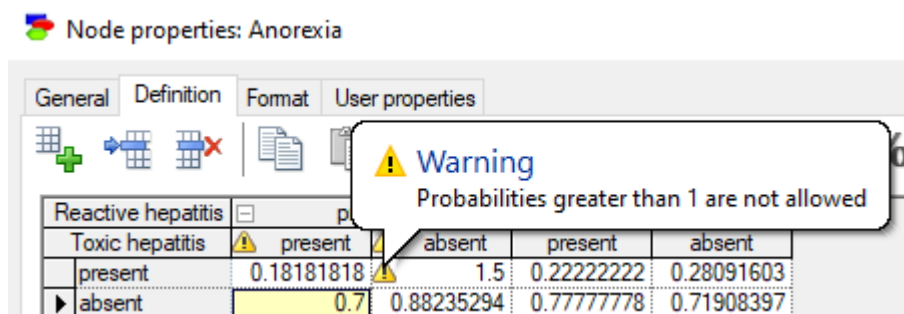 Node properties: Anorexia
General Definition Format User properties
Warning
Probabilities greater than 1 are not allowed
Reactive hepatitis
Toxic hepatitis present absent present absent
present 0.18181818 1.5 0.22222222 0.28091603
absent 0.7 0.88235294 0.77777778 0.71908397